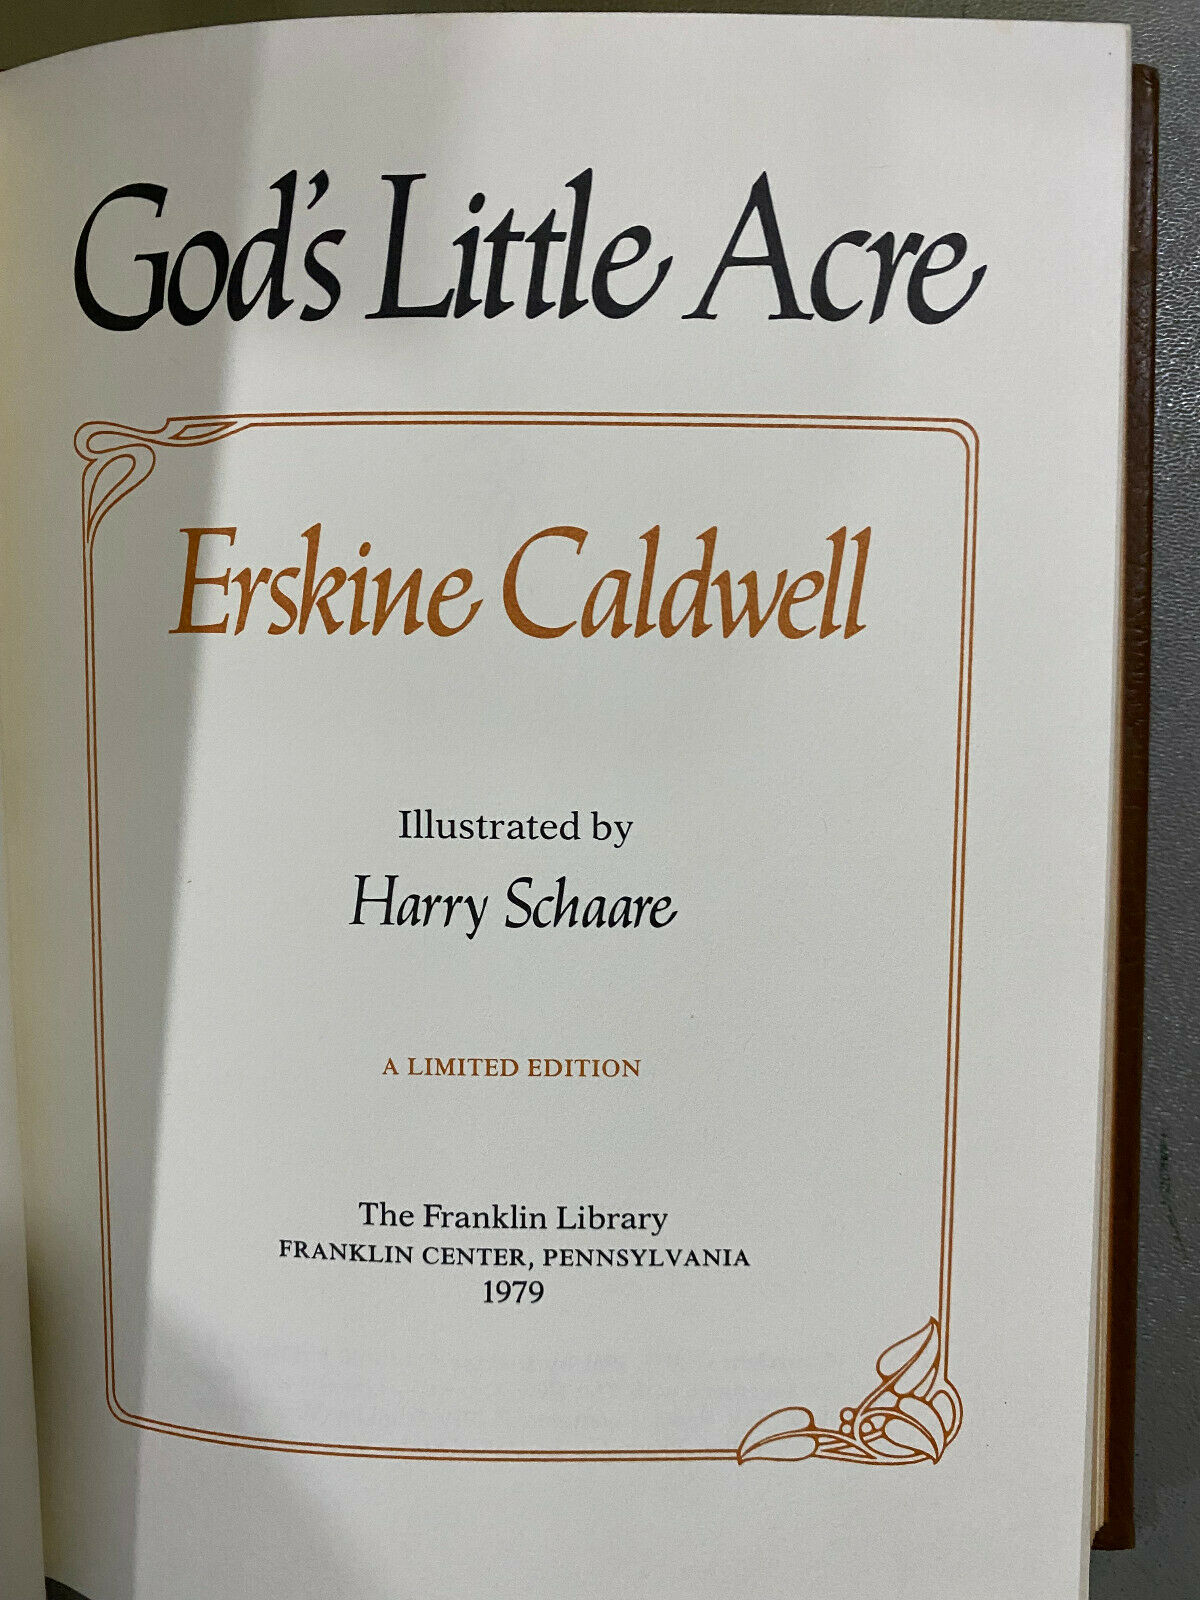 God's Little Acre
Erskine Caldwell
Illustrated by
Harry Schaare
A LIMITED EDITION
The Franklin Library
FRANKLIN CENTER, PENNSYLVANIA
1979